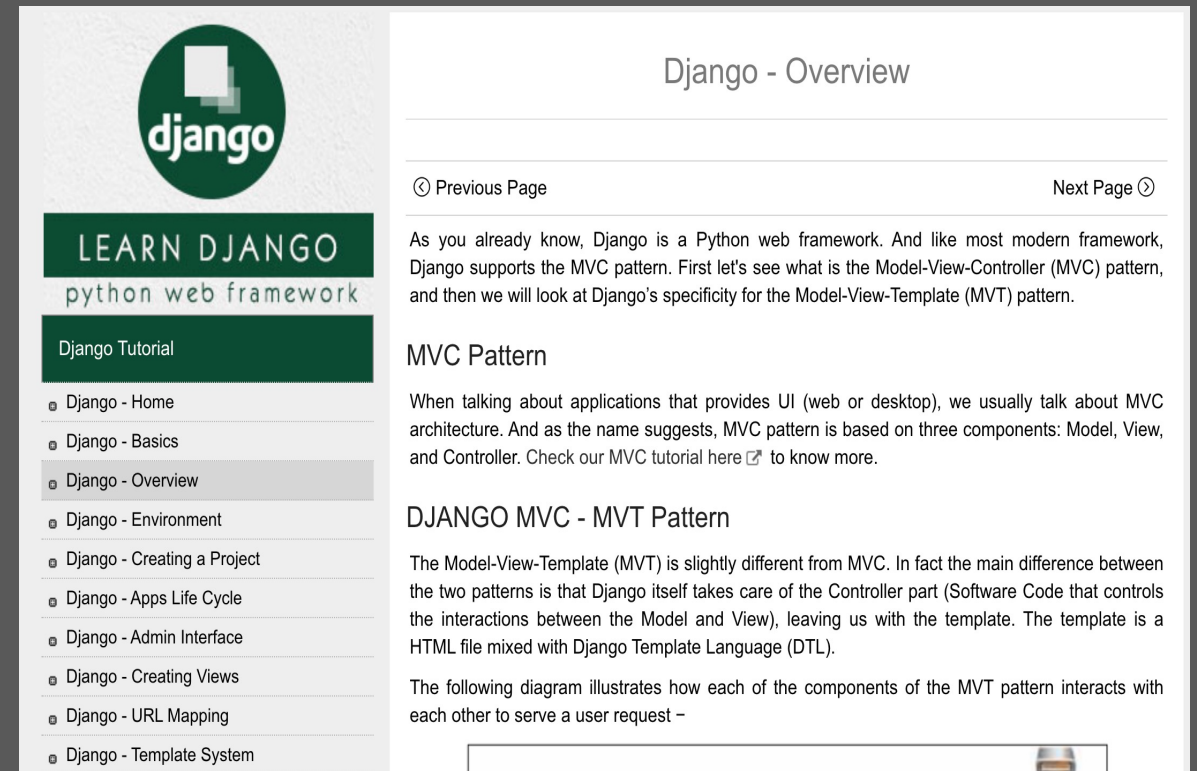 django
LEARN DJANGO
python web framework
Django Tutorial
Django - Home
Django - Basics
Django - Overview
Django - Environment
Django - Creating a Project
Django - Apps Life Cycle
Django - Admin Interface
Django - Creating Views
Django - URL Mapping
Django - Template System
Django - Overview
Previous Page
Next Page
As you already know, Django is a Python web framework. And like most modern framework,
Django supports the MVC pattern. First let's see what is the Model-View-Controller (MVC) pattern,
and then we will look at Django’s specificity for the Model-View-Template (MVT) pattern.
MVC Pattern
When talking about applications that provides UI (web or desktop), we usually talk about MVC
architecture. And as the name suggests, MVC pattern is based on three components: Model, View,
and Controller. Check our MVC tutorial here to know more.
DJANGO MVC - MVT Pattern
The Model-View-Template (MVT) is slightly different from MVC. In fact the main difference between
the two patterns is that Django itself takes care of the Controller part (Software Code that controls
the interactions between the Model and View), leaving us with the template. The template is a
HTML file mixed with Django Template Language (DTL).
The following diagram illustrates how each of the components of the MVT pattern interacts with
each other to serve a user request −